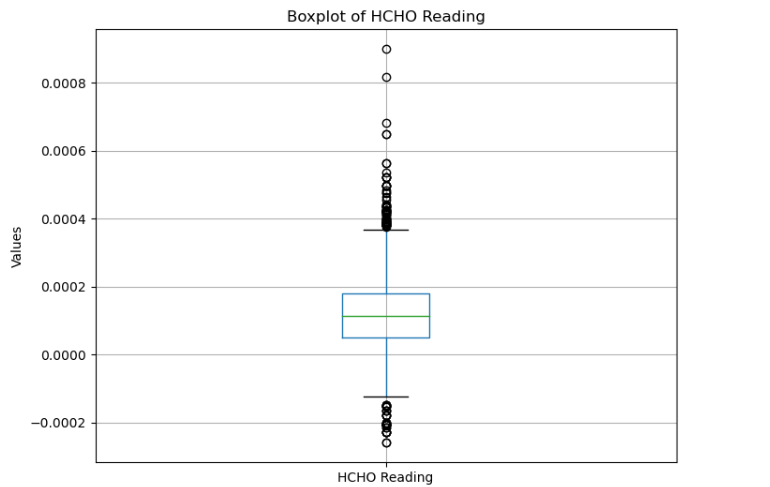 Boxplot of HCHO Reading
0.0008
0.0006
0.0004
0.0002
0.0000
−0.0002
Values
HCHO Reading